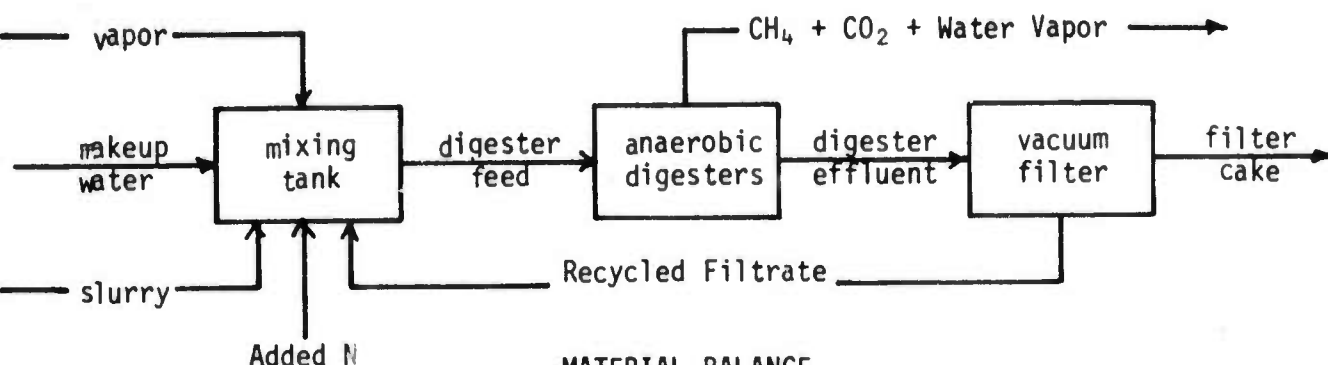 vapor
CH₄ + CO₂ + Water Vapor
makeup
water
mixing
tank
digester
feed
anaerobic
digesters
digester
effluent
vacuum
filter
filter
cake
Recycled Filtrate
slurry
Added N
MATERIAL BALANCE